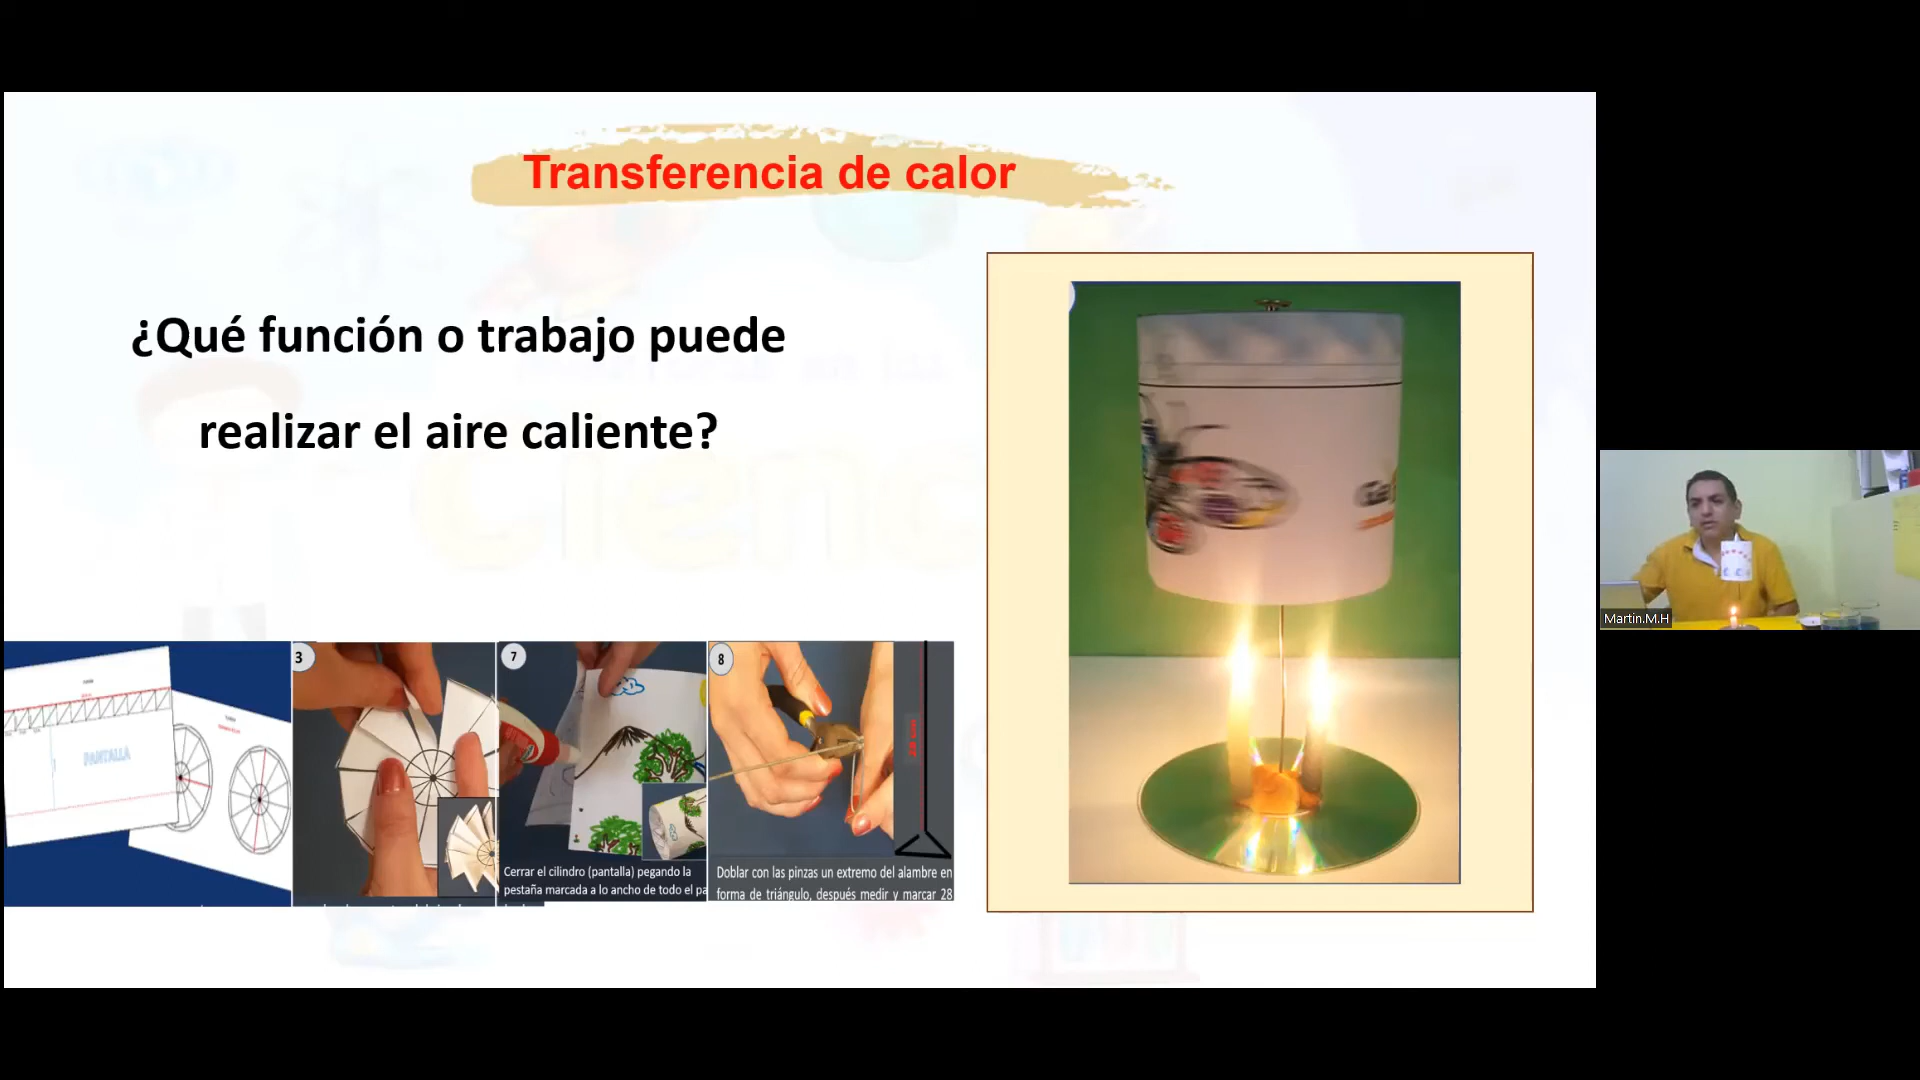 Transferencia de calor
¿Qué función o trabajo puede
realizar el aire caliente?
PANTALLA
3
7
Cerrar el cilindro (pantalla) pegando la
pestaña marcada a lo ancho de todo el pa
8
28 cm
Doblar con las pinzas un extremo del alambre en
forma de triángulo, después medir y marcar 28
Martin.M.H